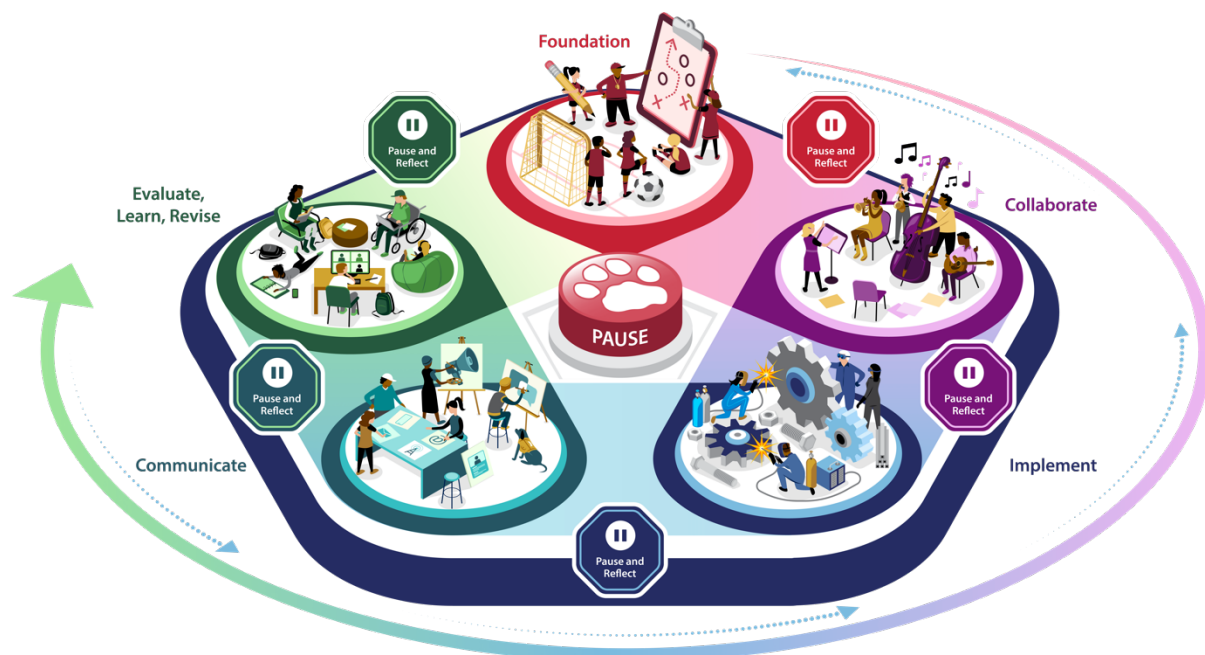 Foundation
Pause and
Reflect
Pause and
Reflect
Evaluate,
Learn, Revise
Collaborate
PAUSE
Pause and
Reflect
Pause and
Reflect
Communicate
Implement
Pause and
Reflect